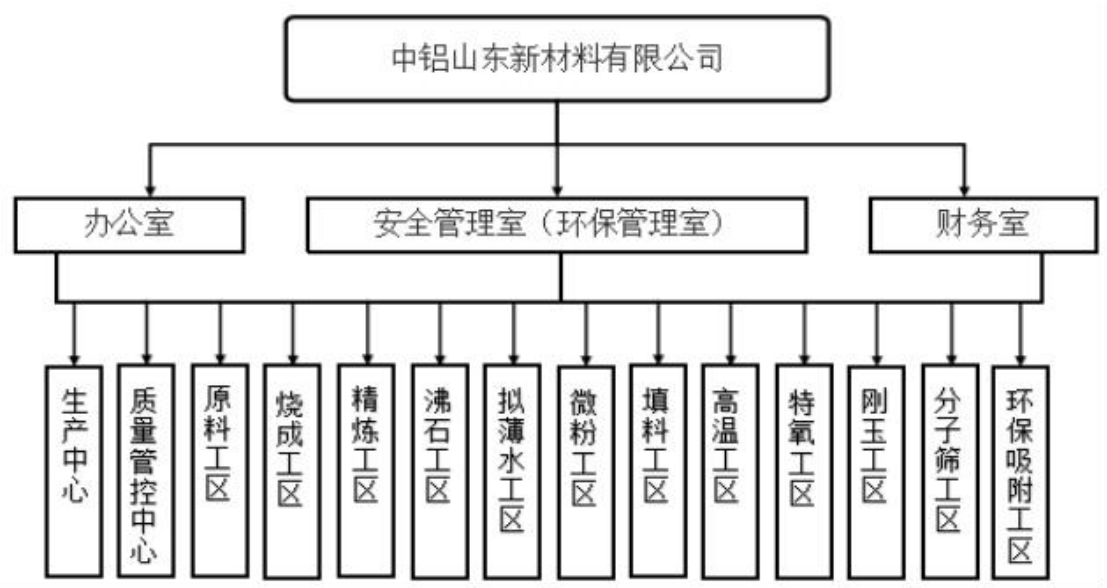 中铝山东新材料有限公司
办公室
安全管理室（环保管理室）
财务室
生产中心
质量管控中心
原料工区
烧成工区
精炼工区
沸石工区
拟薄水工区
微粉工区
填料工区
高温工区
特氧工区
刚玉工区
分子筛工区
环保吸附工区